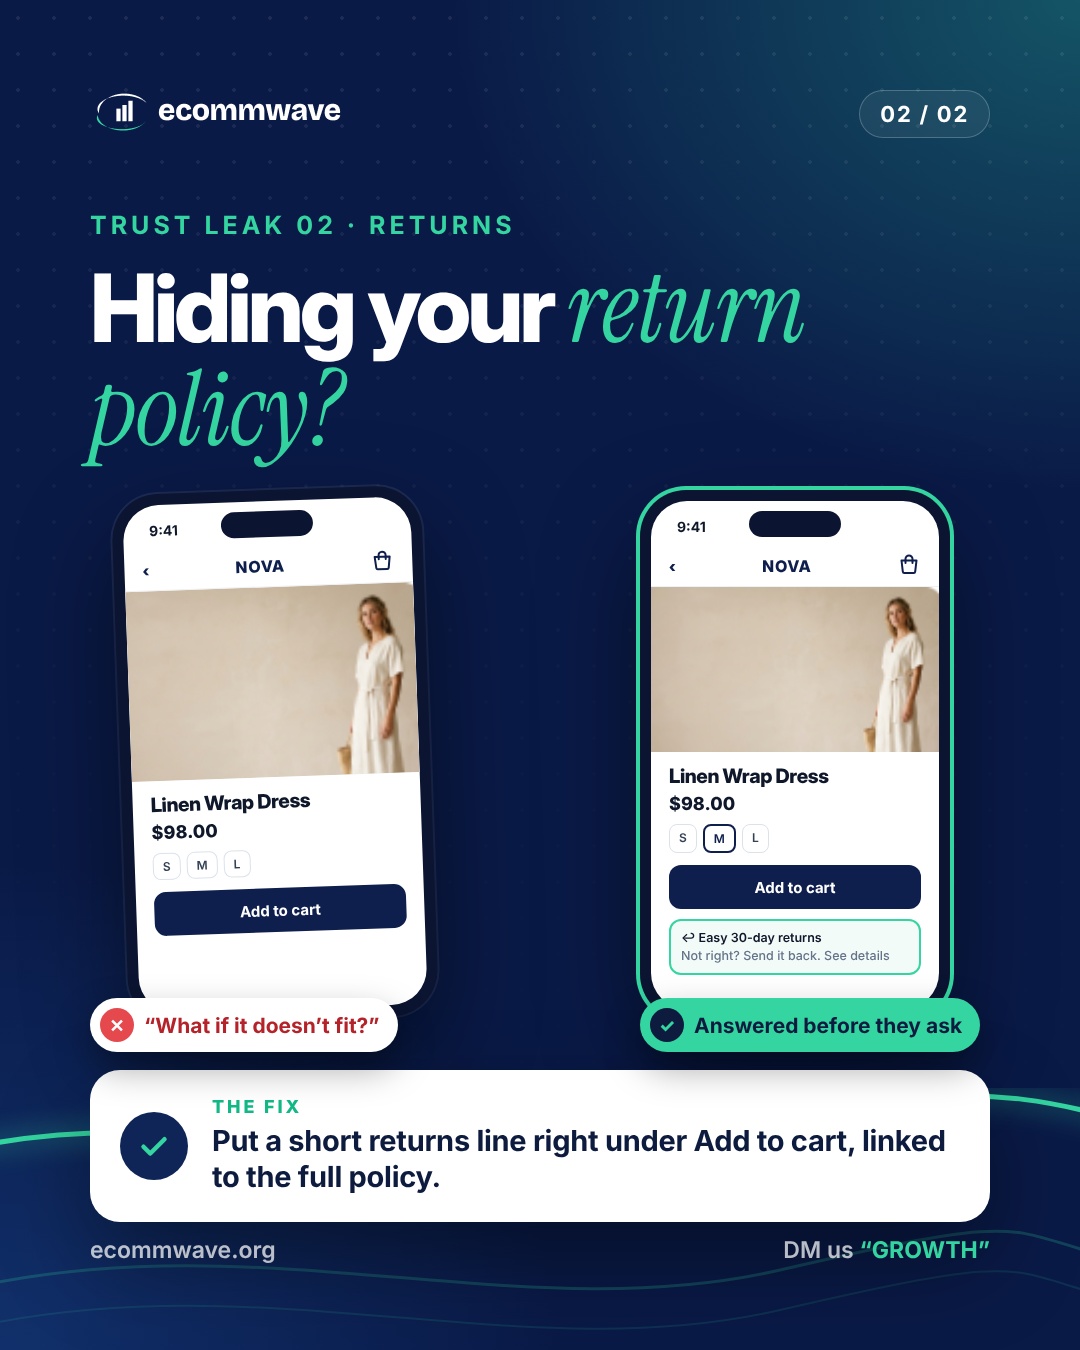 ecommwave
02 / 02
TRUST LEAK 02 · RETURNS
Hiding your return
policy?
9:41
‹ NOVA
Linen Wrap Dress
$98.00
S M L
Add to cart
“What if it doesn’t fit?”
9:41
‹ NOVA
Linen Wrap Dress
$98.00
S M L
Add to cart
↩ Easy 30-day returns
Not right? Send it back. See details
Answered before they ask
THE FIX
Put a short returns line right under Add to cart, linked
to the full policy.
ecommwave.org
DM us “GROWTH”